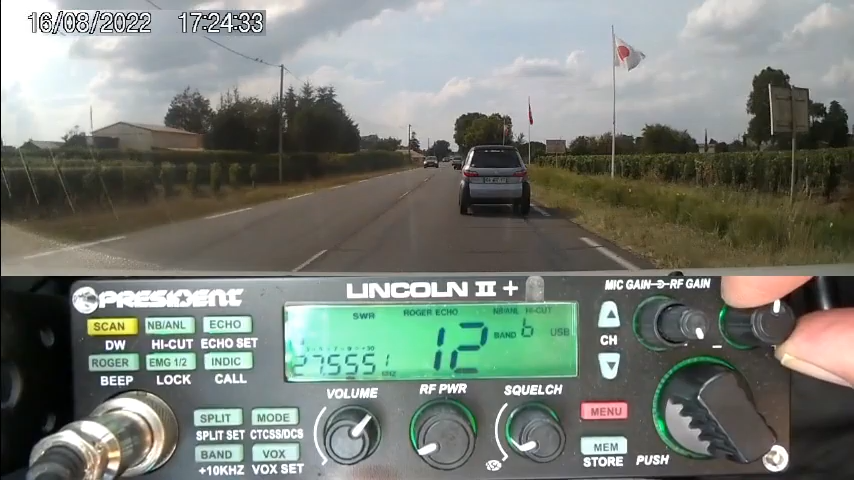 16/08/2022 17:24:33
PRESIDENT
LINCOLN II +
MIC GAIN RF GAIN
SCAN NB/ANL ECHO
DW HI-CUT ECHO SET
ROGER EMG 1/2 INDIC
BEEP LOCK CALL
SWR ROGER ECHO NB/ANL HI-CUT
12 BAND b USB
27.5551
CH
VOLUME RF PWR SQUELCH
SPLIT MODE
SPLIT SET CTCSS/DCS
BAND VOX
+10KHZ VOX SET
MENU
MEM
STORE PUSH